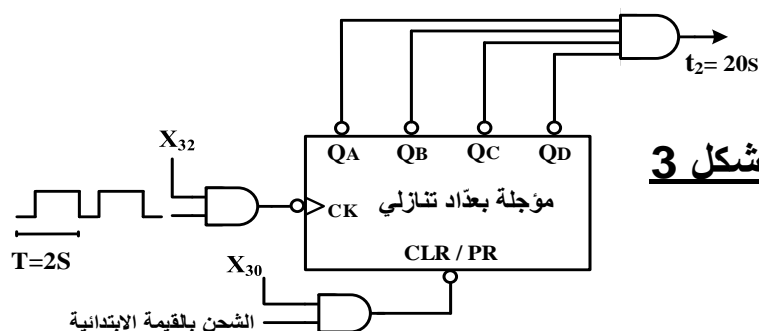 t2= 20s
X32
QA QB QC QD
شكل 3
CK
مؤجلة بعدّاد تنازلي
T=2S
CLR / PR
X30
الشحن بالقيمة الابتدائية